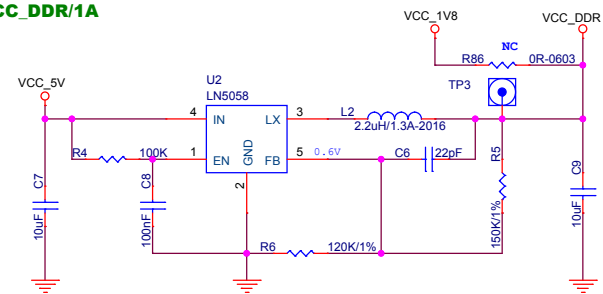 CC_DDR/1A
VCC_1V8
VCC_DDR
NC
R86
0R-0603
VCC_5V
U2
LN5058
TP3
4
IN
LX
3
L2
2.2uH/1.3A-2016
R4
100K
1
EN
GND
FB
5
0.6V
C6
22pF
R5
150K/1%
C7
10uF
C8
100nF
2
C9
10uF
R6
120K/1%